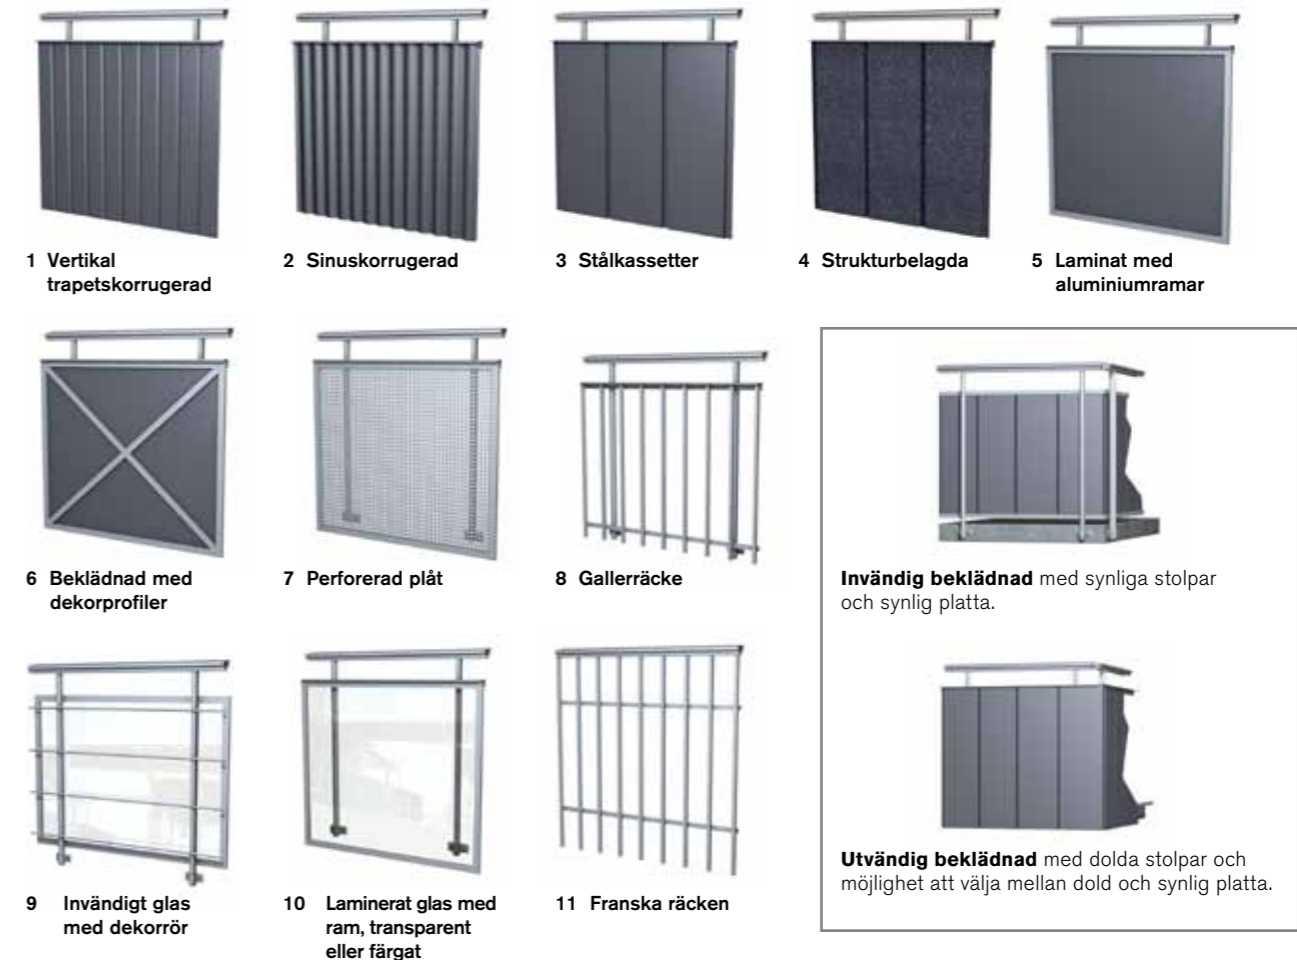 1 Vertikal
trapetskorrugerad
2 Sinuskorrugerad
3 Stålkassetter
4 Strukturbelagda
5 Laminat med
aluminiumramar
6 Beklädnad med
dekorprofiler
7 Perforerad plåt
8 Gallerräcke
Invändig beklädnad med synliga stolpar
och synlig platta.
Utvändig beklädnad med dolda stolpar och
möjlighet att välja mellan dold och synlig platta.
9 Invändigt glas
med dekorrör
10 Laminerat glas med
ram, transparent
eller färgat
11 Franska räcken